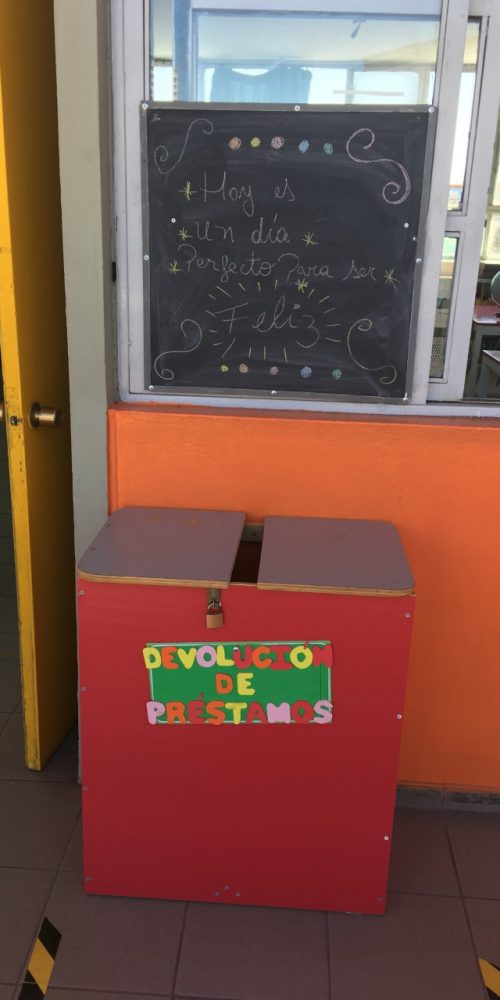 Hoy es
un día
Perfecto Para ser
Feliz
DEVOLUCIÓN
DE
PRÉSTAMOS